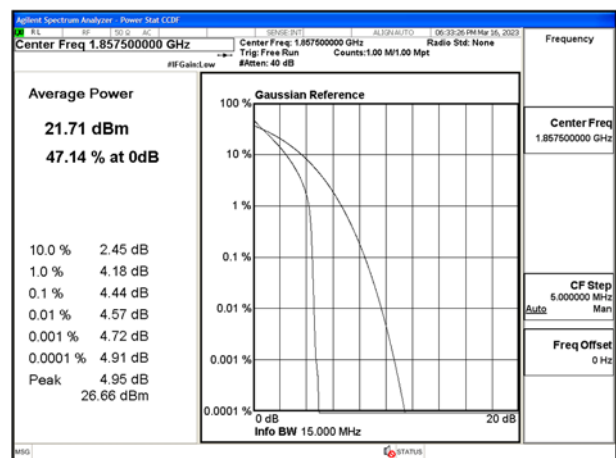 Agilent Spectrum Analyzer - Power Stat CCDF
RL RF 50 Ω AC SENSE:INT ALIGN AUTO 06:33:26 PM Mar 16, 2023
Center Freq 1.857500000 GHz
Center Freq: 1.857500000 GHz Radio Std: None
Trig: Free Run Counts:1.00 M/1.00 Mpt
#IFGain:Low #Atten: 40 dB
Frequency
Average Power
21.71 dBm
47.14 % at 0dB
10.0 % 2.45 dB
1.0 % 4.18 dB
0.1 % 4.44 dB
0.01 % 4.57 dB
0.001 % 4.72 dB
0.0001 % 4.91 dB
Peak 4.95 dB
26.66 dBm
Gaussian Reference
100 %
10 %
1 %
0.1 %
0.01 %
0.001 %
0.0001 %
0 dB 20 dB
Info BW 15.000 MHz
Center Freq
1.857500000 GHz
CF Step
5.000000 MHz
Auto Man
Freq Offset
0 Hz
MSG STATUS